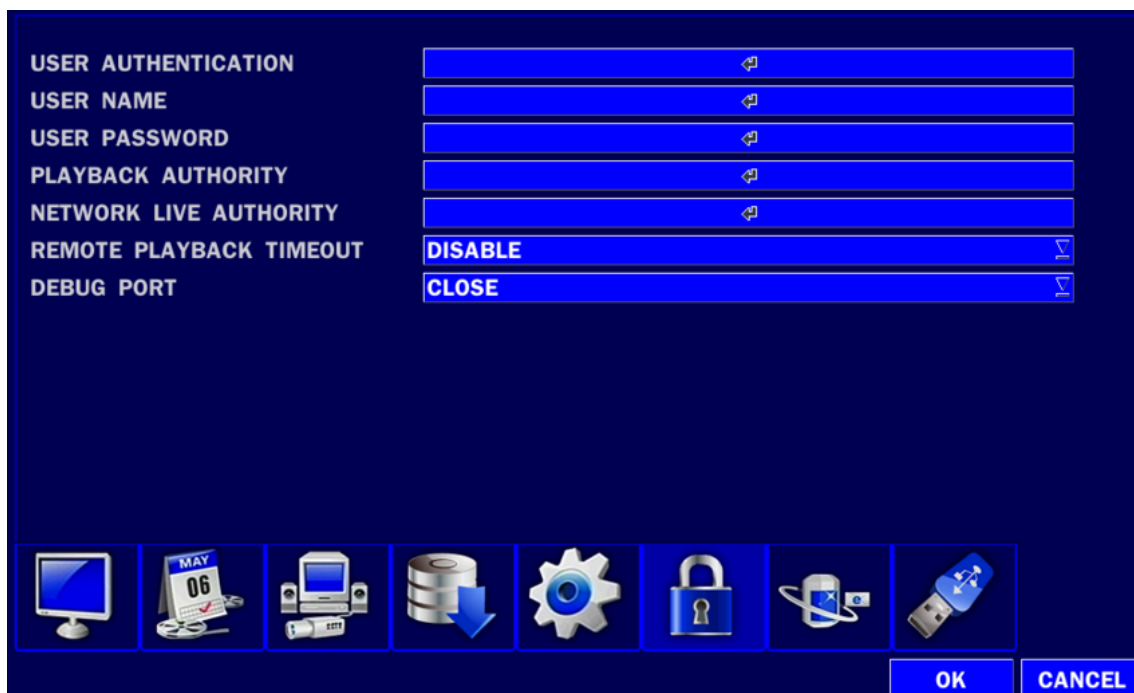 USER AUTHENTICATION
USER NAME
USER PASSWORD
PLAYBACK AUTHORITY
NETWORK LIVE AUTHORITY
REMOTE PLAYBACK TIMEOUT DISABLE
DEBUG PORT CLOSE
MAY
06
CCTV
e
OK CANCEL